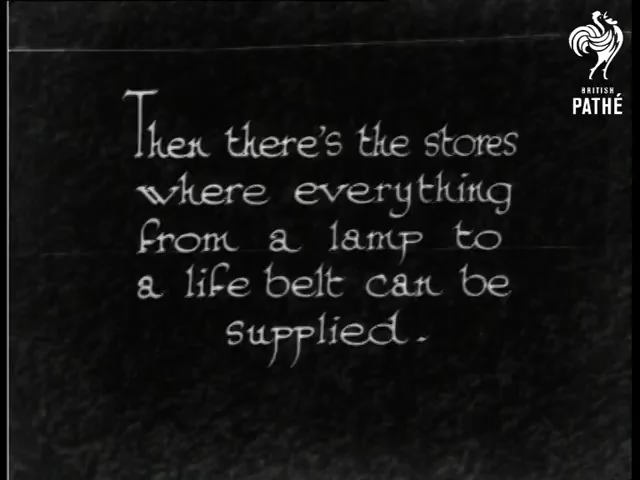 BRITISH
PATHÉ
Then there's the stores
where everything
from a lamp to
a life belt can be
supplied.